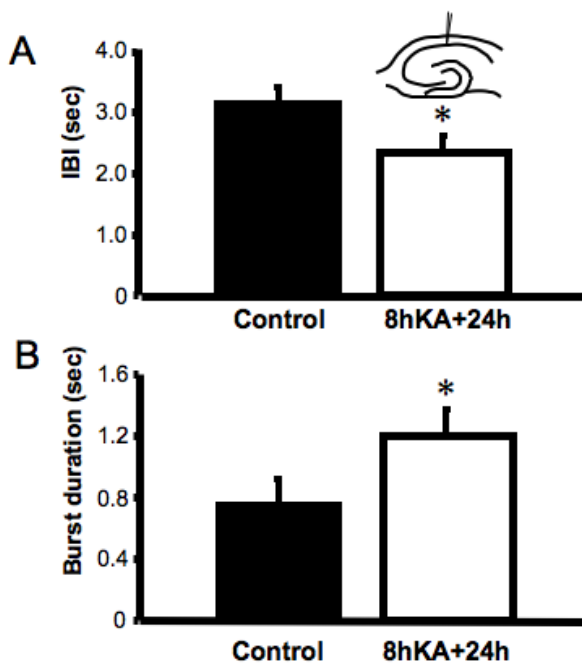 A
IBI (sec)
4.0
3.0
2.0
1.0
0
*
Control 8hKA+24h
B
Burst duration (sec)
1.6
1.2
0.8
0.4
0
*
Control 8hKA+24h